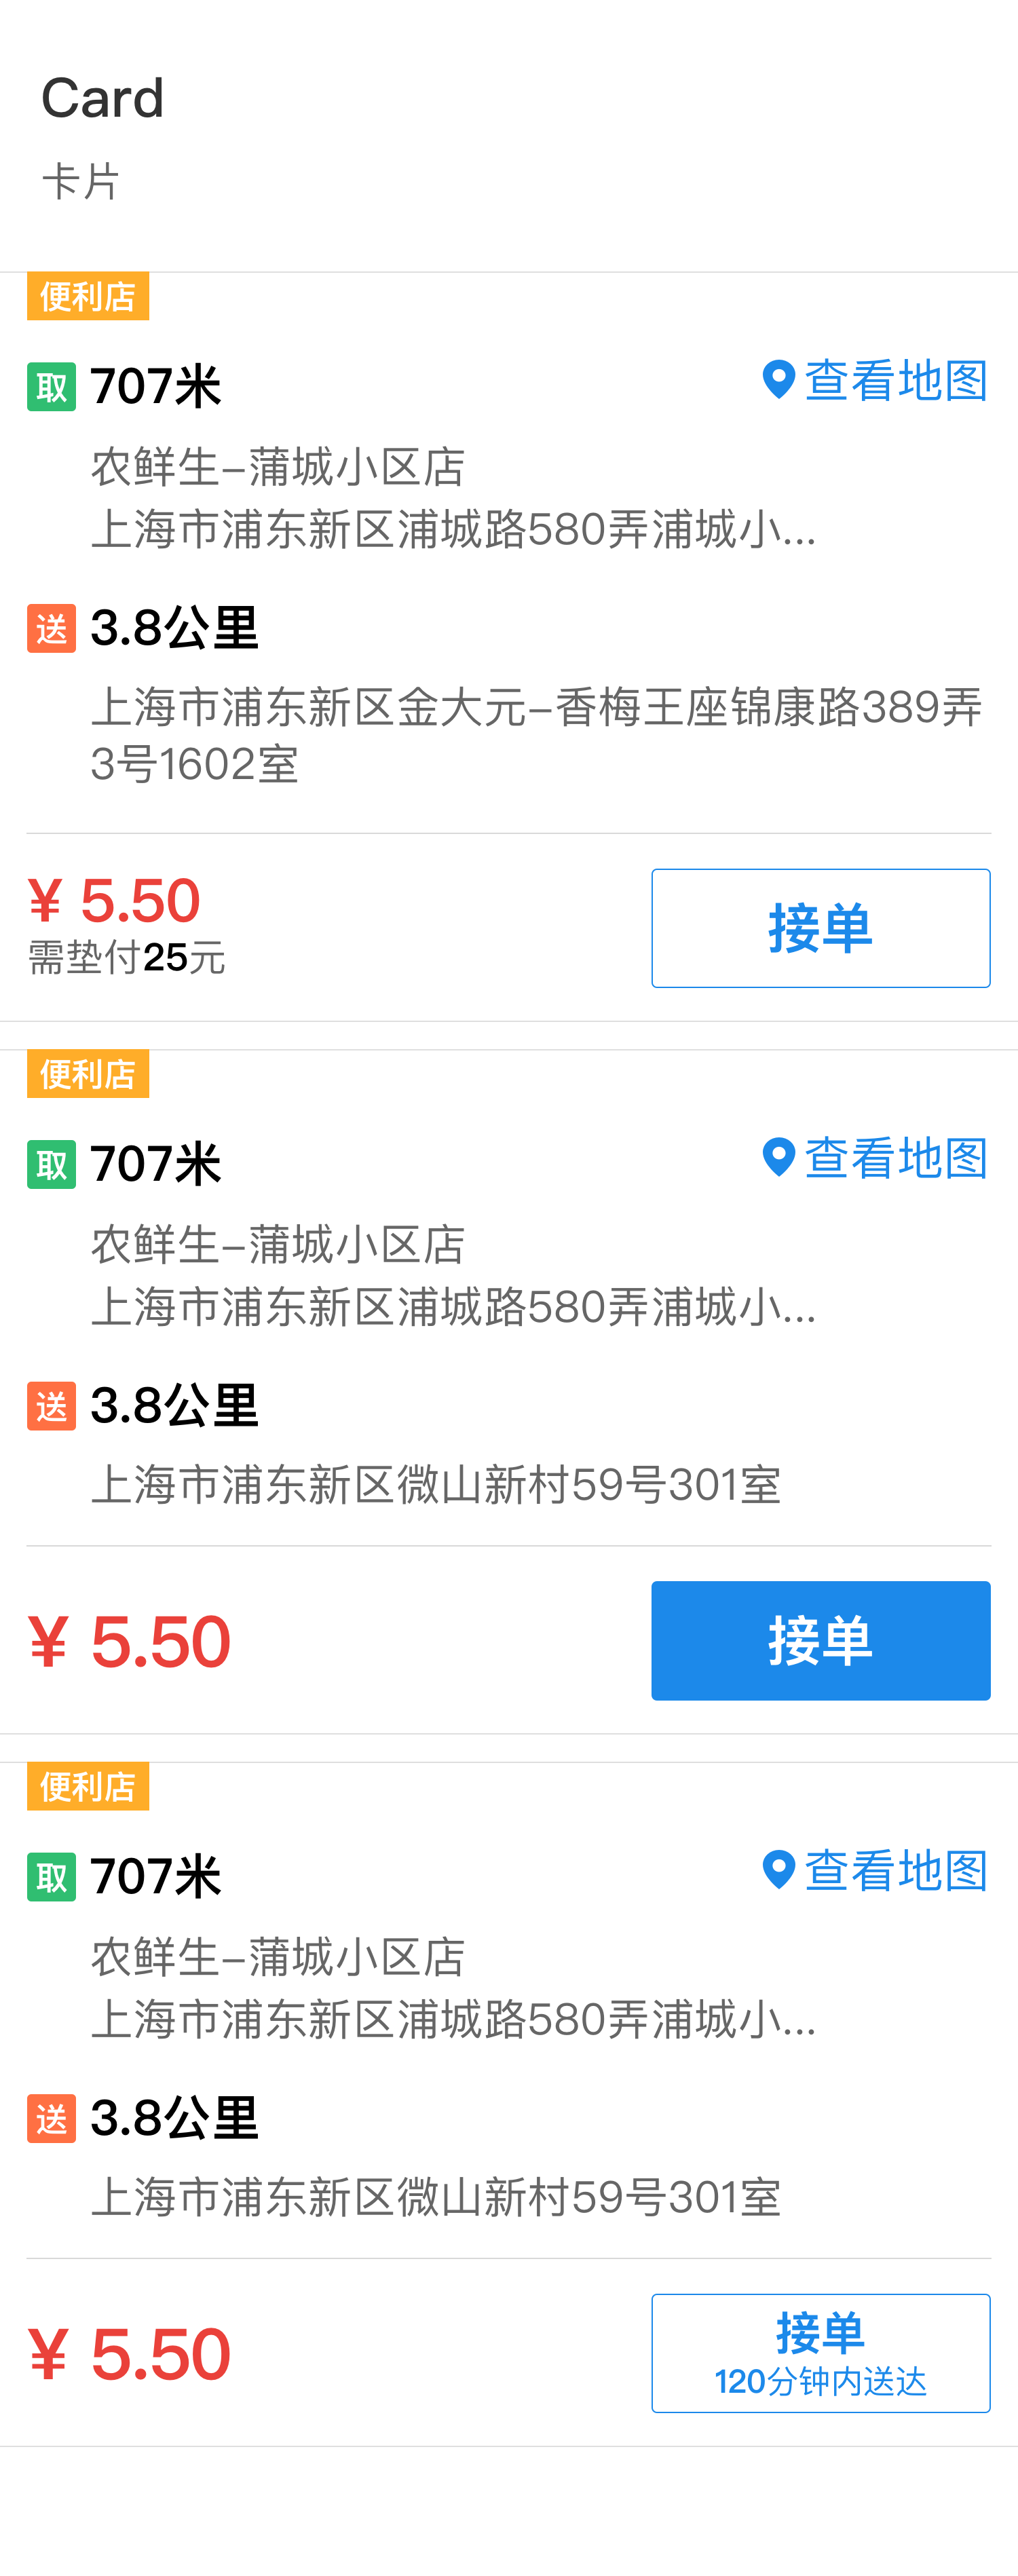 Card
卡片
便利店
取 707米 查看地图
农鲜生-蒲城小区店
上海市浦东新区浦城路580弄浦城小...
送 3.8公里
上海市浦东新区金大元-香梅王座锦康路389弄
3号1602室
¥ 5.50
需垫付25元
接单
便利店
取 707米 查看地图
农鲜生-蒲城小区店
上海市浦东新区浦城路580弄浦城小...
送 3.8公里
上海市浦东新区微山新村59号301室
¥ 5.50
接单
便利店
取 707米 查看地图
农鲜生-蒲城小区店
上海市浦东新区浦城路580弄浦城小...
送 3.8公里
上海市浦东新区微山新村59号301室
¥ 5.50
接单
120分钟内送达